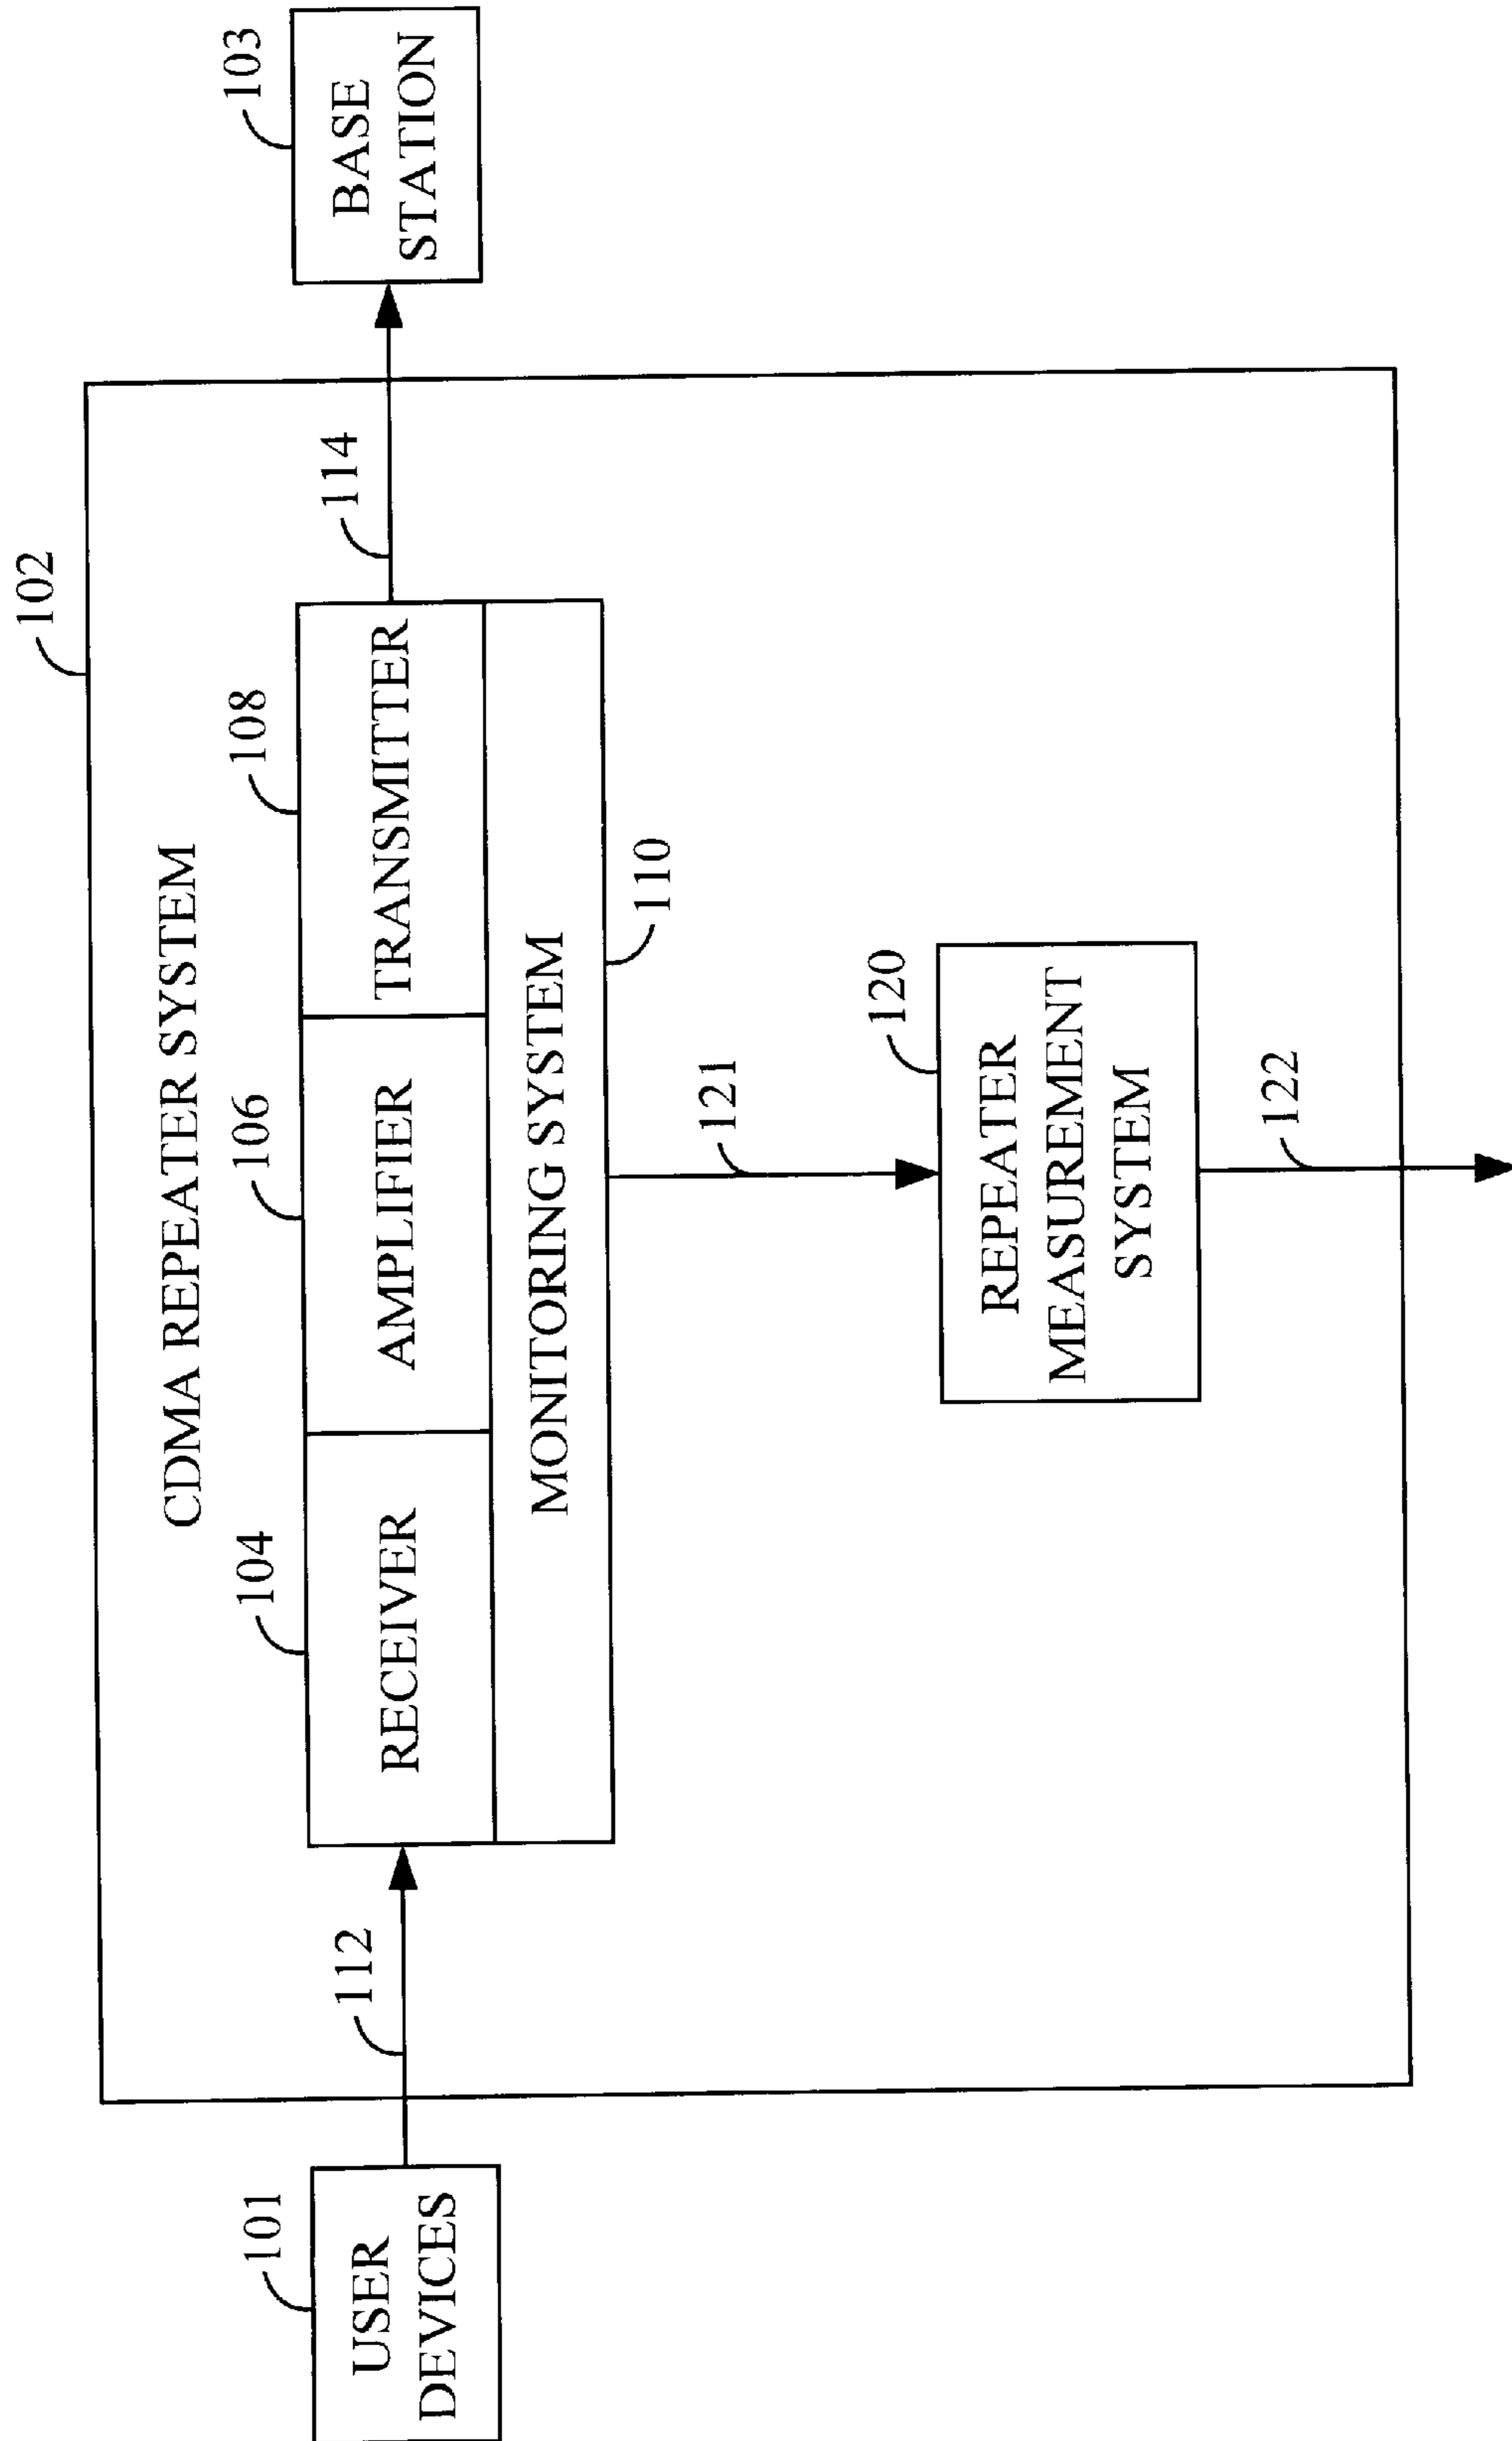 102
CDMA REPEATER SYSTEM
101
USER
DEVICES
112
104
RECEIVER
106
AMPLIFIER
108
TRANSMITTER
114
103
BASE
STATION
MONITORING SYSTEM
110
121
120
REPEATER
MEASUREMENT
SYSTEM
122